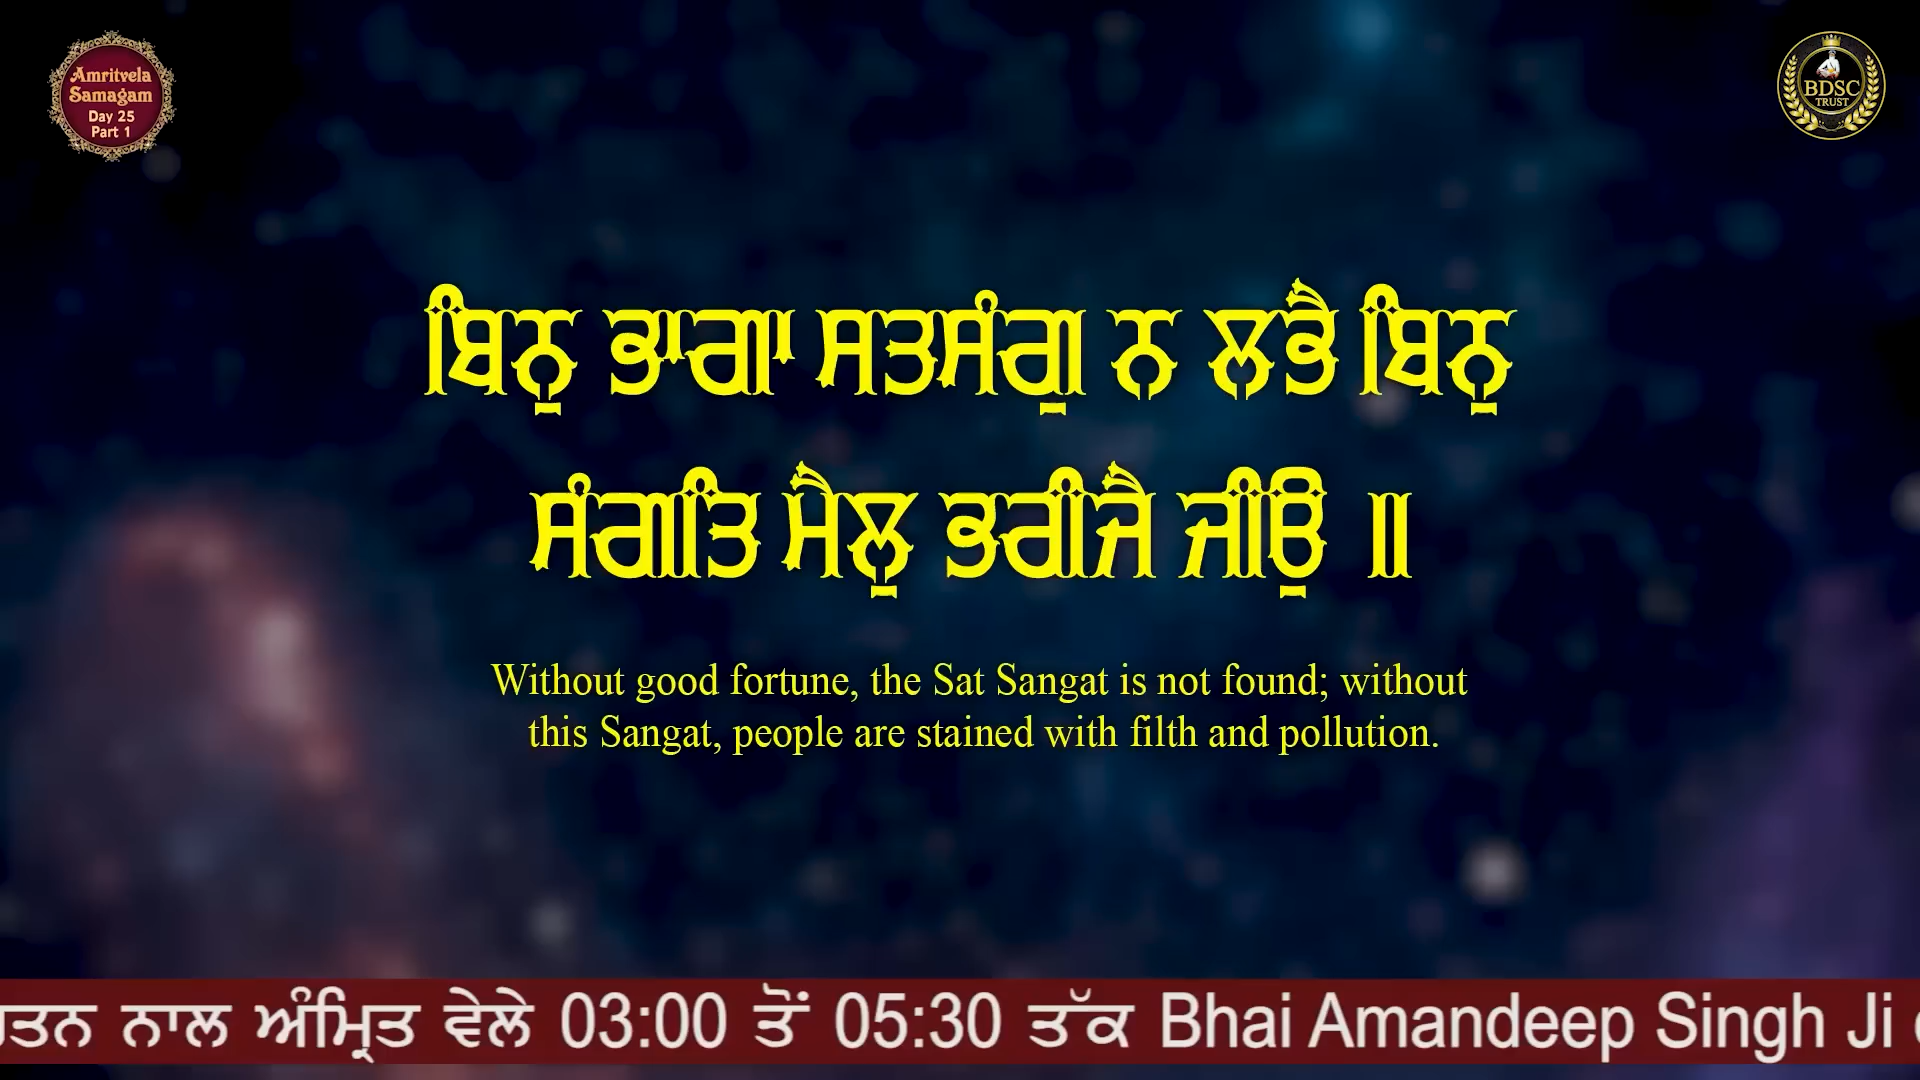 Amritvela
Samagam
Day 25
Part 1
BDSC
TRUST
ਬਿਨੁ ਭਾਗਾ ਸਤਸੰਗੁ ਨ ਲਭੈ ਬਿਨੁ
ਸੰਗਤਿ ਮੈਲੁ ਭਰੀਜੈ ਜੀਉ ॥
Without good fortune, the Sat Sangat is not found; without
this Sangat, people are stained with filth and pollution.
ਨਾਲ ਅੰਮ੍ਰਿਤ ਵੇਲੇ 03:00 ਤੋਂ 05:30 ਤੱਕ Bhai Amandeep Singh Ji